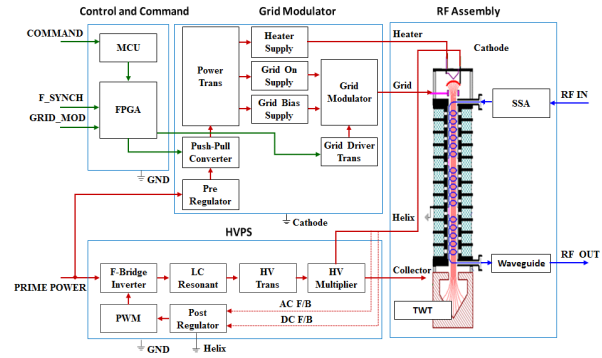 Control and Command
Grid Modulator
RF Assembly
COMMAND
MCU
F_SYNCH
GRID_MOD
FPGA
GND
Power
Trans
Heater
Supply
Grid On
Supply
Grid Bias
Supply
Grid
Modulator
Push-Pull
Converter
Grid Driver
Trans
Pre
Regulator
Cathode
Heater
Cathode
Grid
SSA
RF IN
Helix
RF_OUT
Waveguide
Collector
TWT
HVPS
PRIME POWER
F-Bridge
Inverter
LC
Resonant
HV
Trans
HV
Multiplier
PWM
Post
Regulator
AC F/B
DC F/B
GND
Helix